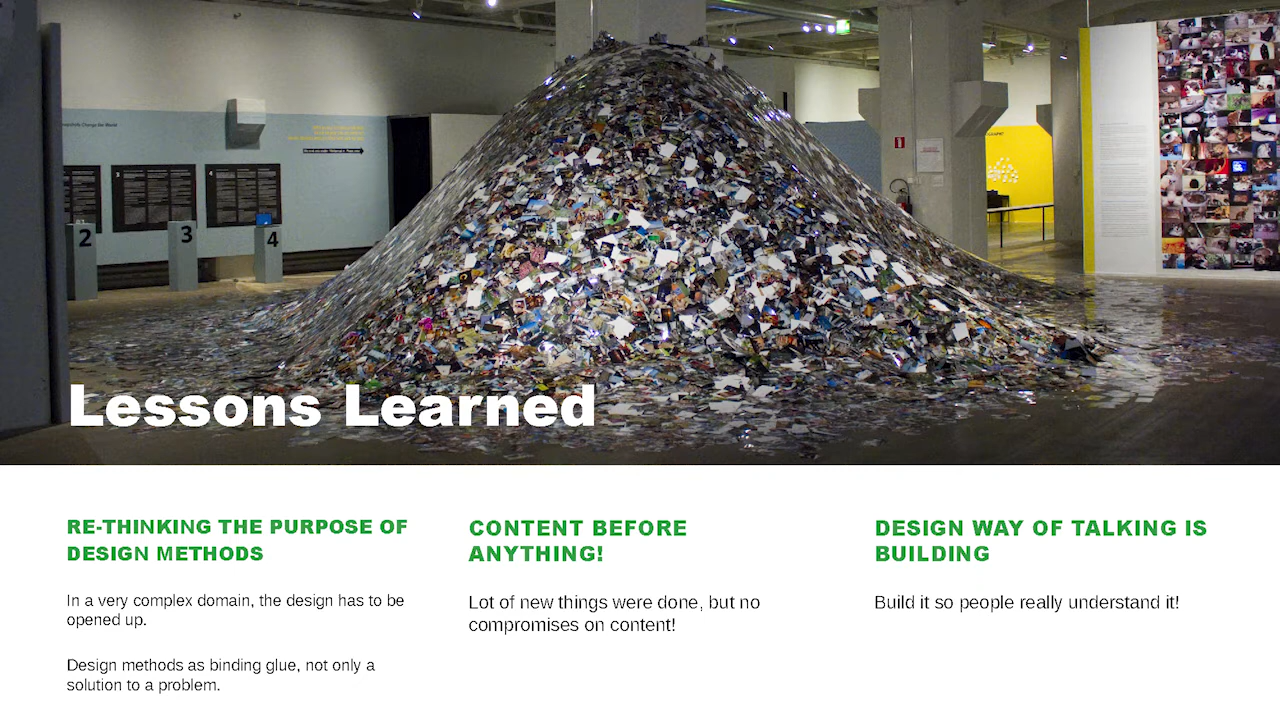 2
3
4
3
4
Lessons Learned
RE-THINKING THE PURPOSE OF
DESIGN METHODS
In a very complex domain, the design has to be
opened up.
Design methods as binding glue, not only a
solution to a problem.
CONTENT BEFORE
ANYTHING!
Lot of new things were done, but no
compromises on content!
DESIGN WAY OF TALKING IS
BUILDING
Build it so people really understand it!